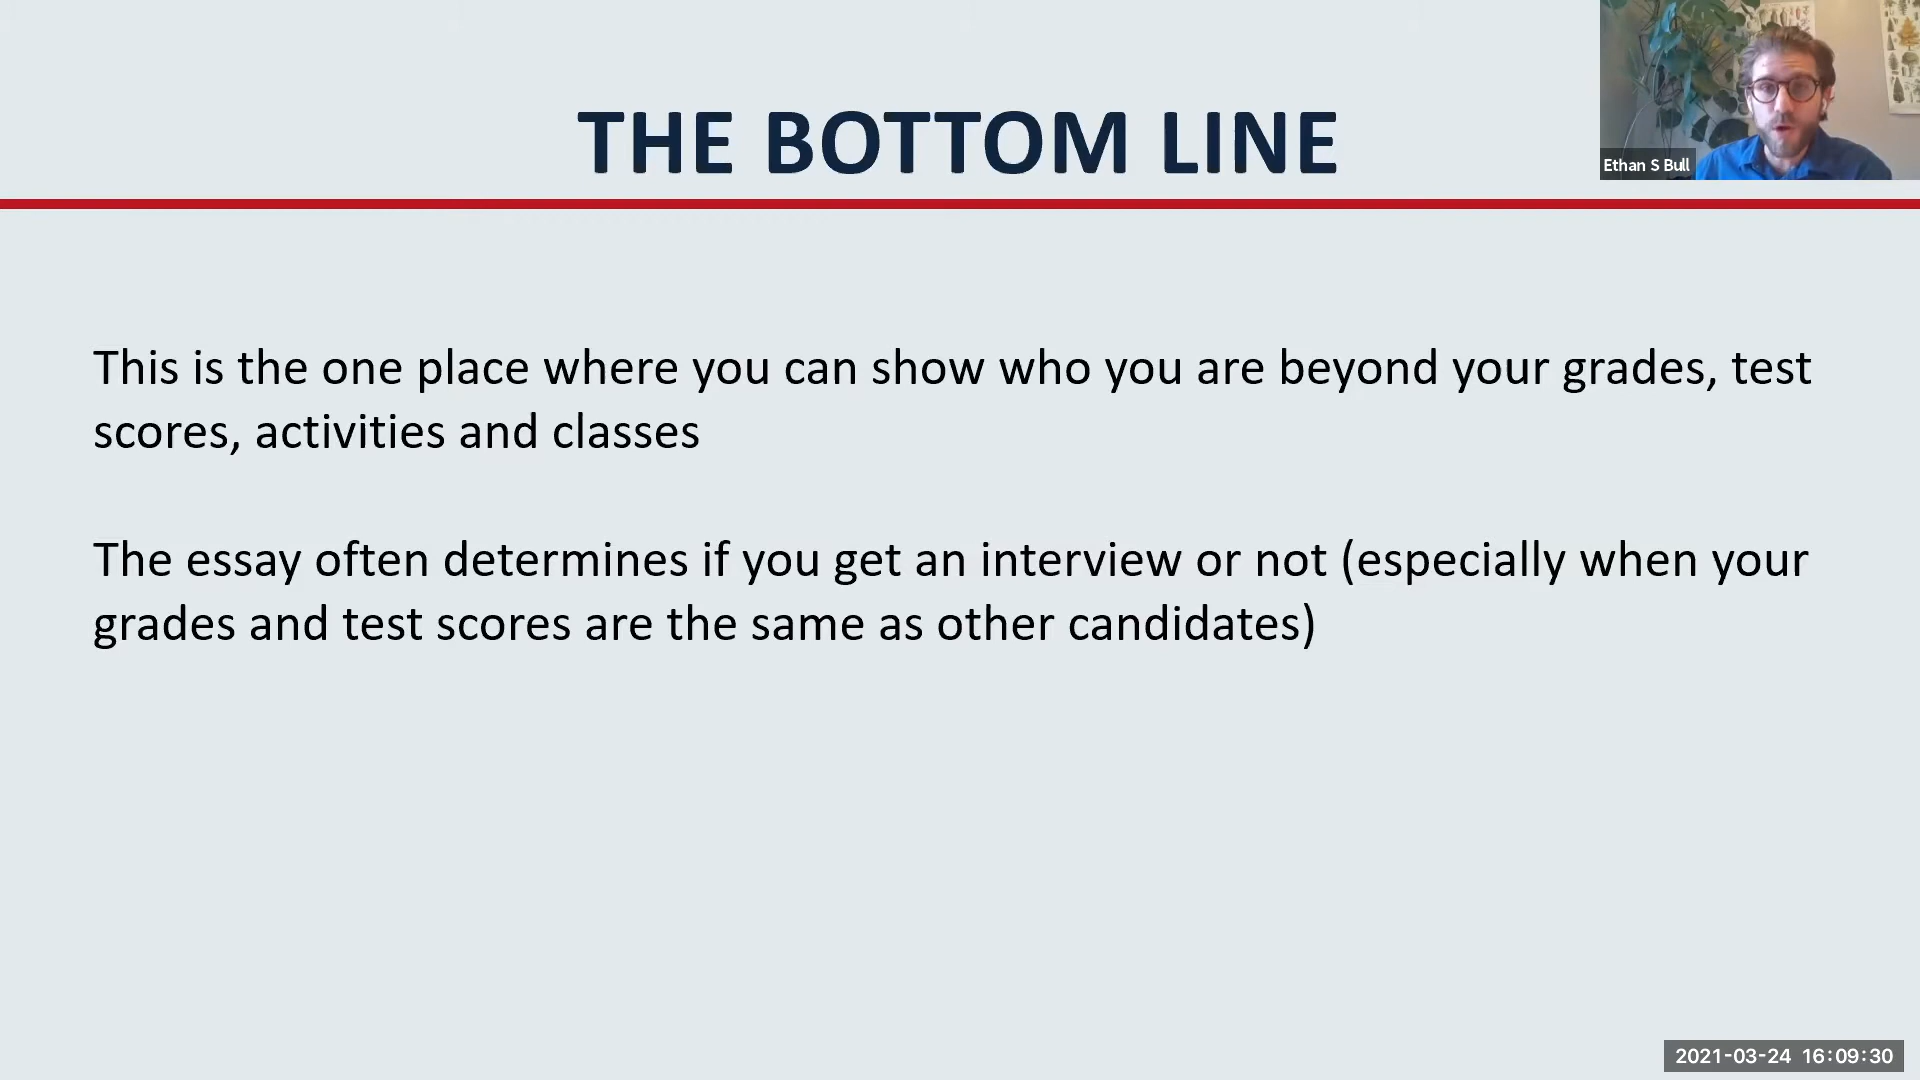 THE BOTTOM LINE
Ethan S Bull
This is the one place where you can show who you are beyond your grades, test
scores, activities and classes
The essay often determines if you get an interview or not (especially when your
grades and test scores are the same as other candidates)
2021-03-24 16:09:30